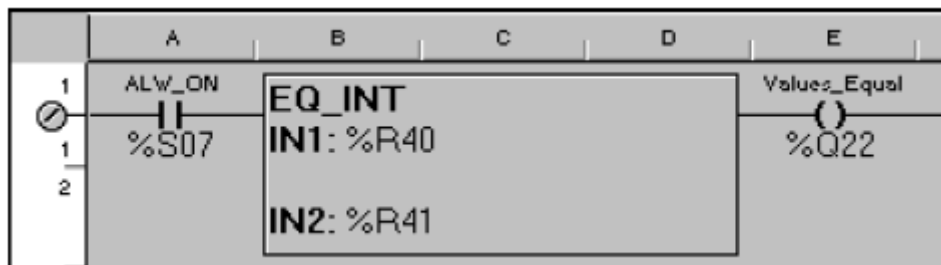 A B C D E
1 ALW_ON EQ_INT Values_Equal
%S07 IN1: %R40 %Q22
1
2
IN2: %R41